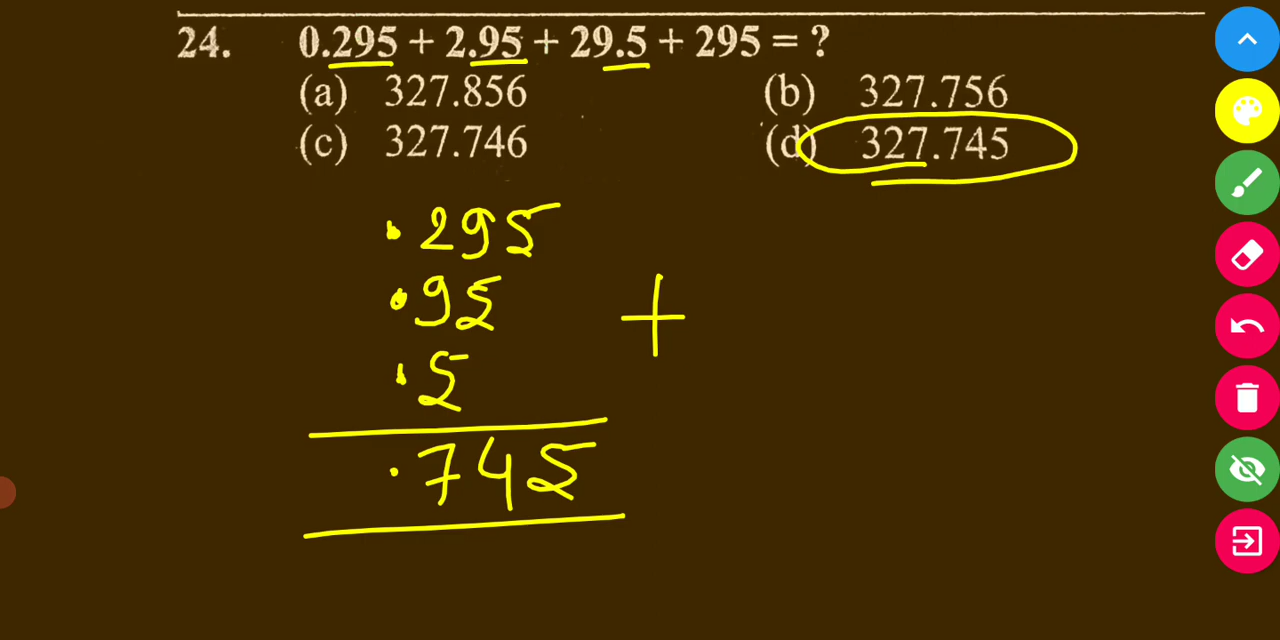 24. 0.295 + 2.95 + 29.5 + 295 = ?
(a) 327.856 (b) 327.756
(c) 327.746 (d) 327.745
.295
.95 +
.5
.745